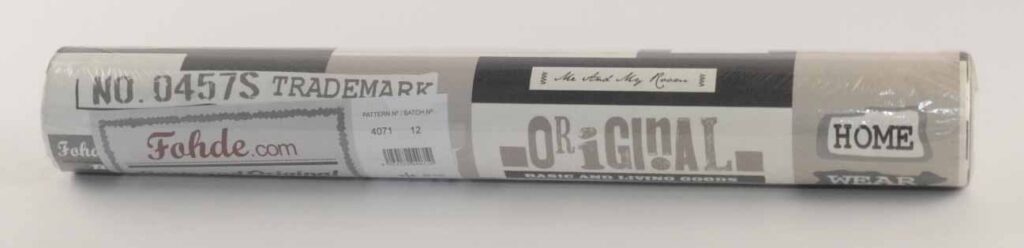 NO. 0457S TRADEMARK
PATTERN Nº / BATCH Nº
4071 12
Fohde.com
Original
Me And My Room
ORiGiNAL
BASIC AND LIVING GOODS
HOME
WEAR